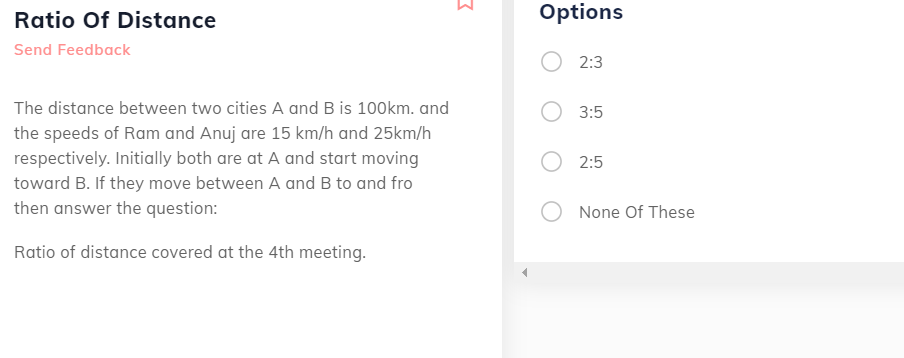 Ratio Of Distance
Send Feedback
The distance between two cities A and B is 100km. and
the speeds of Ram and Anuj are 15 km/h and 25km/h
respectively. Initially both are at A and start moving
toward B. If they move between A and B to and fro
then answer the question:
Ratio of distance covered at the 4th meeting.
Options
2:3
3:5
2:5
None Of These